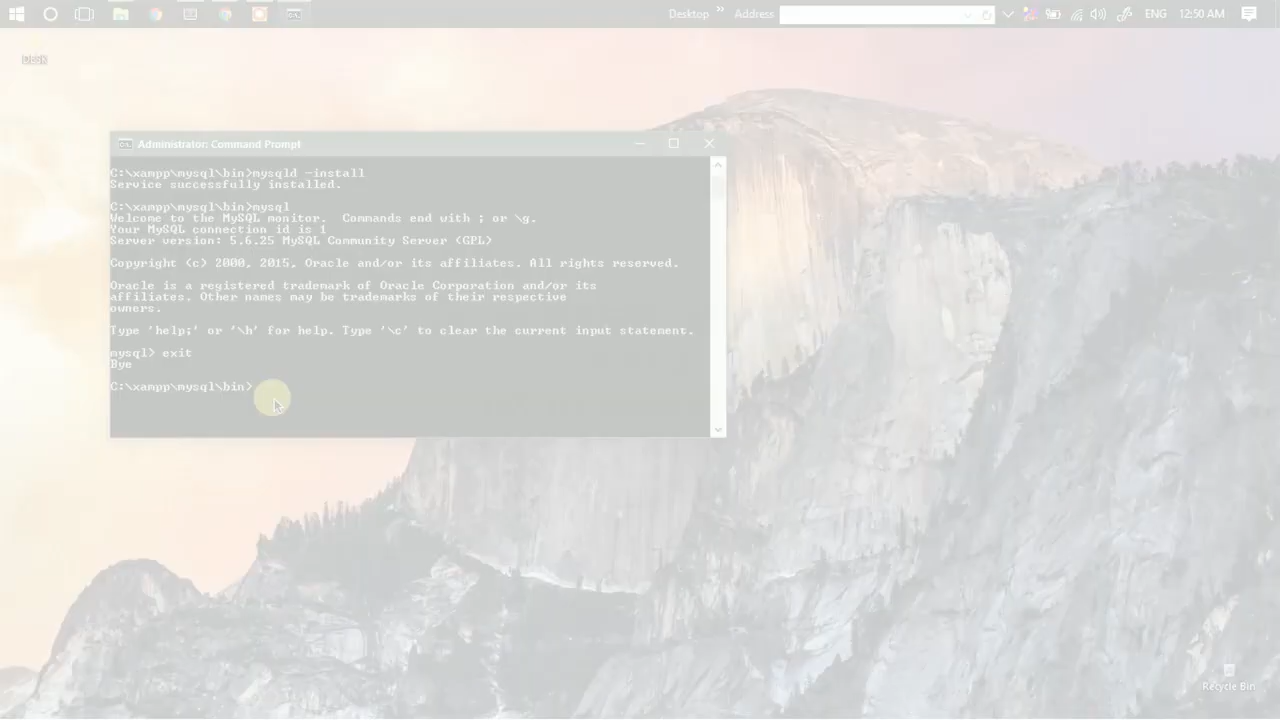 Desktop » Address ENG 12:50 AM
Administrator: Command Prompt
C:\xampp\mysql\bin>mysqld -install
Service successfully installed.
C:\xampp\mysql\bin>mysql
Welcome to the MySQL monitor.  Commands end with ; or \g.
Your MySQL connection id is 1
Server version: 5.6.25 MySQL Community Server (GPL)
Copyright (c) 2000, 2015, Oracle and/or its affiliates. All rights reserved.
Oracle is a registered trademark of Oracle Corporation and/or its
affiliates. Other names may be trademarks of their respective
owners.
Type 'help;' or '\h' for help. Type '\c' to clear the current input statement.
mysql> exit
Bye
C:\xampp\mysql\bin>
Recycle Bin